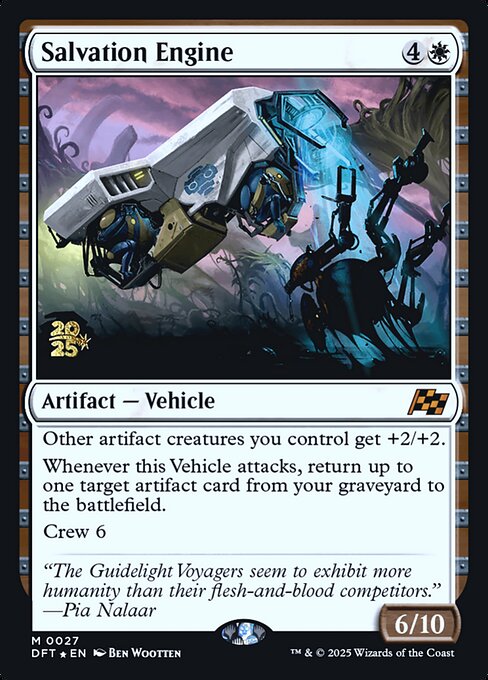 Salvation Engine 4
2025
Artifact — Vehicle
Other artifact creatures you control get +2/+2.
Whenever this Vehicle attacks, return up to
one target artifact card from your graveyard to
the battlefield.
Crew 6
“The Guidelight Voyagers seem to exhibit more
humanity than their flesh-and-blood competitors.”
—Pia Nalaar
6/10
M 0027
DFT ★ EN Ben Wootten
™ & © 2025 Wizards of the Coast